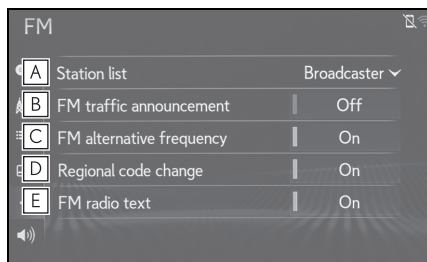 FM
A Station list Broadcaster
B FM traffic announcement Off
C FM alternative frequency On
D Regional code change On
E FM radio text On